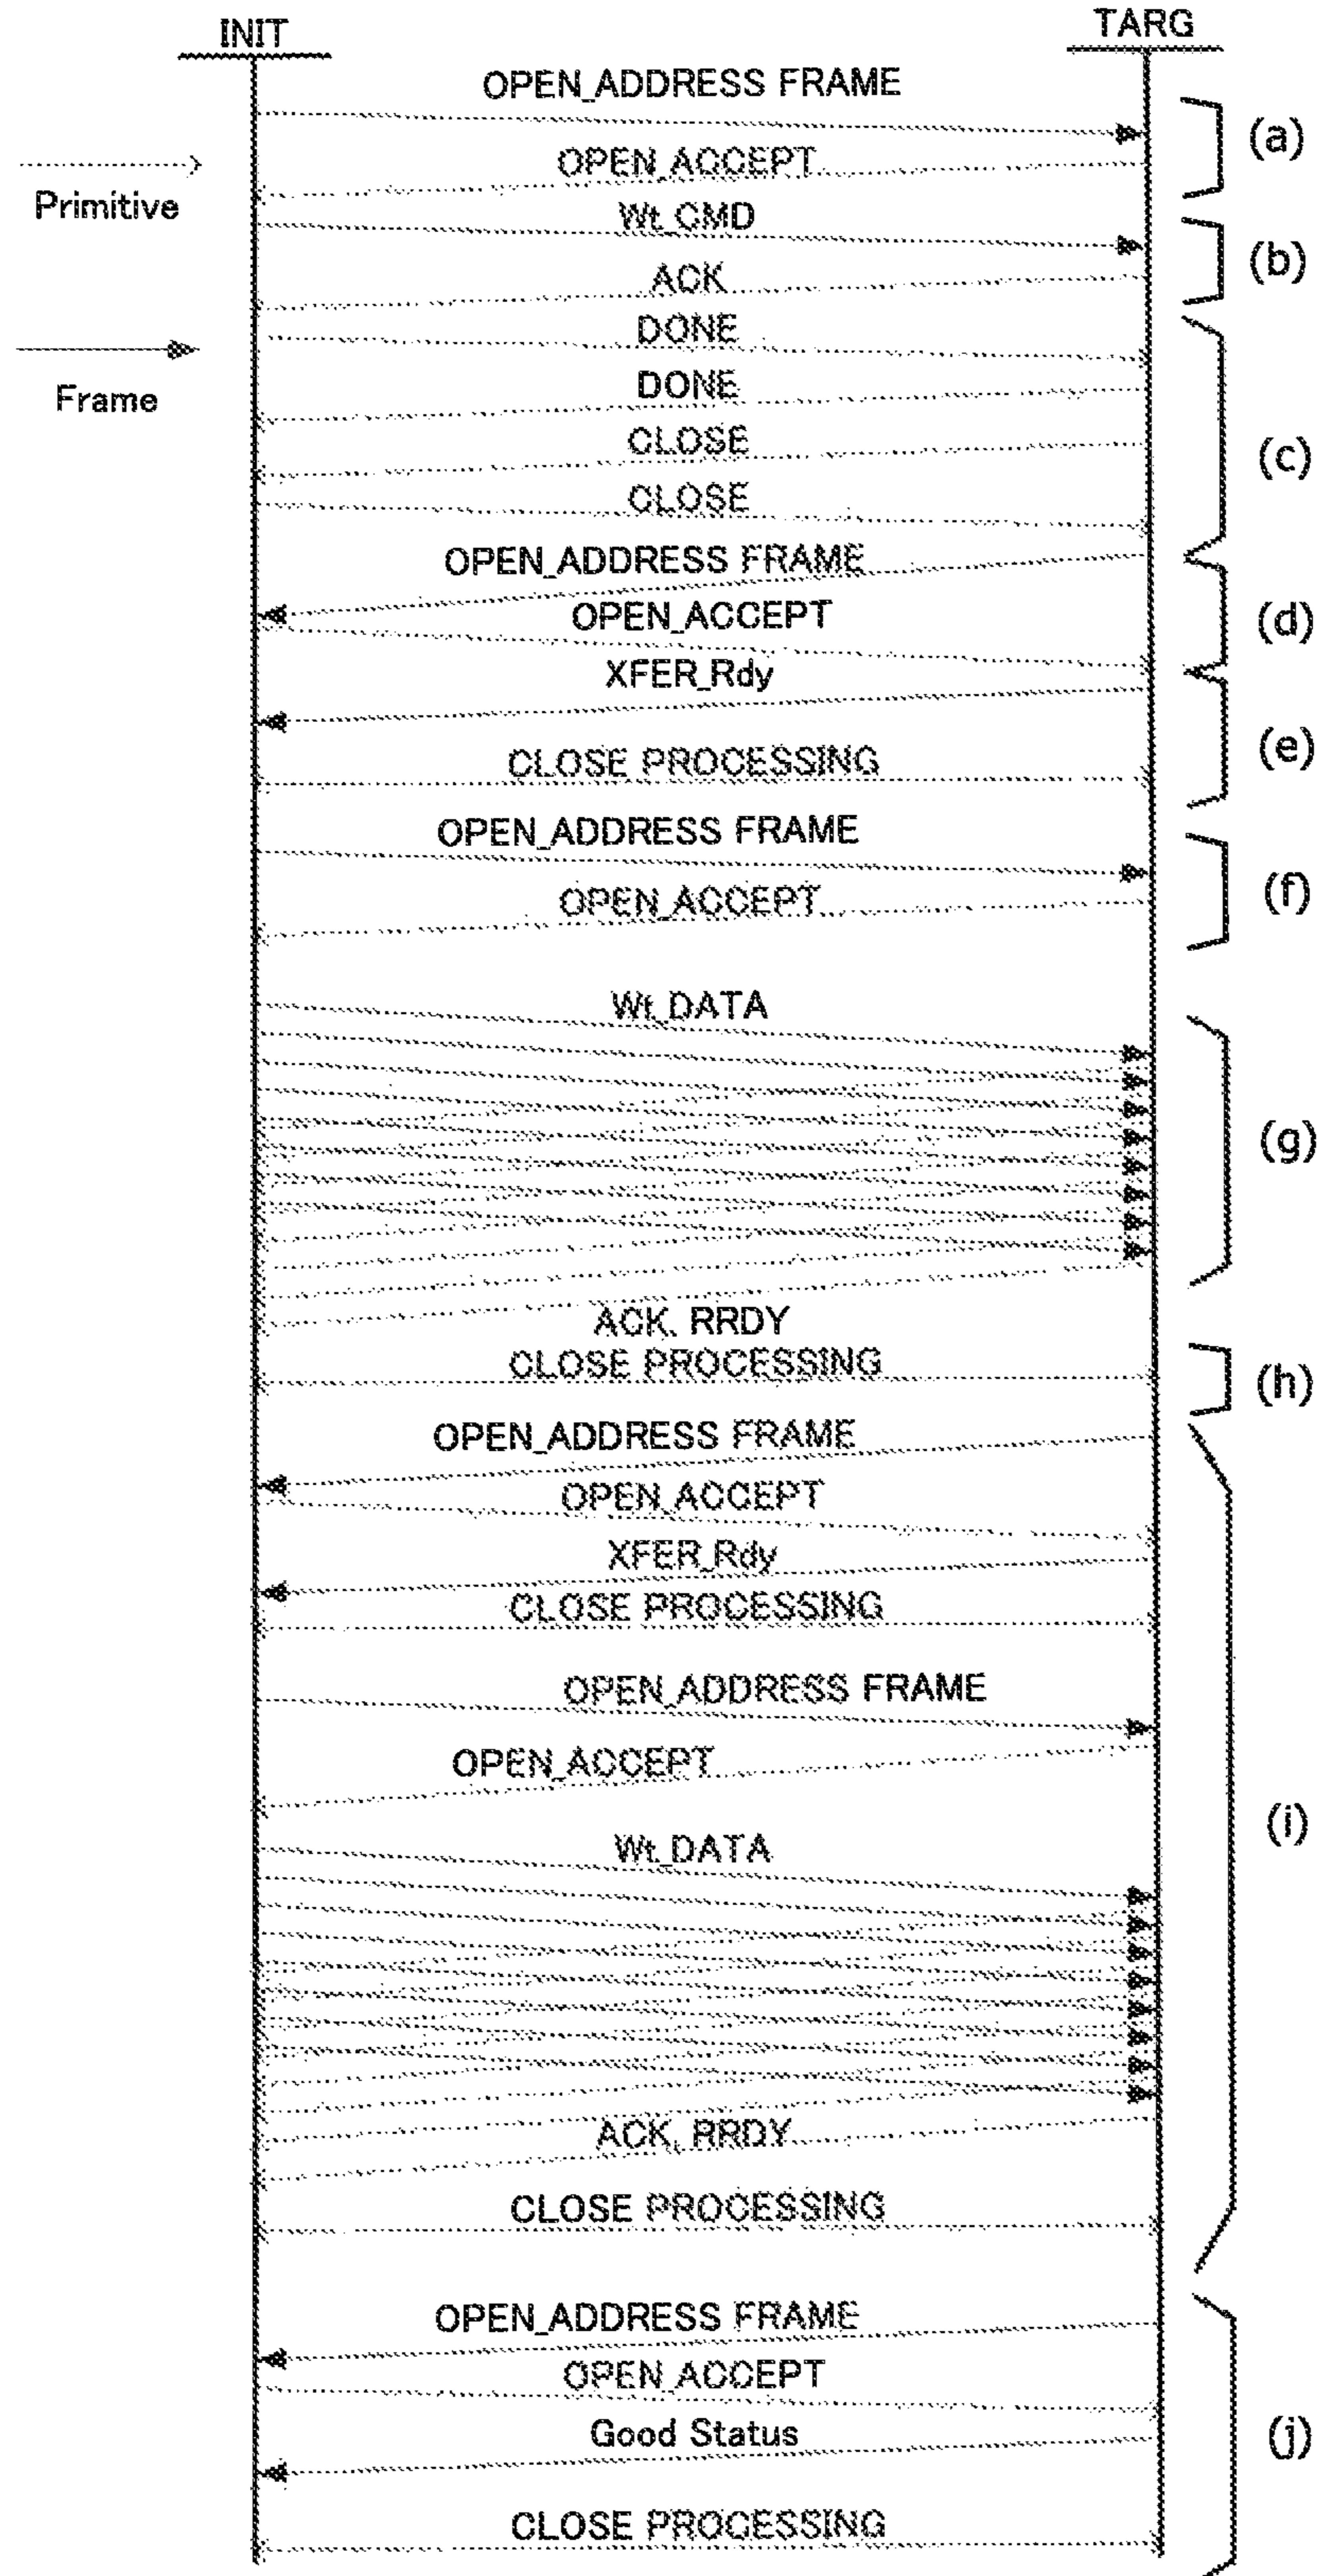 INIT
TARG
OPEN_ADDRESS FRAME
(a)
OPEN_ACCEPT
Primitive
Wt_CMD
(b)
ACK
DONE
Frame
DONE
CLOSE
(c)
CLOSE
OPEN_ADDRESS FRAME
OPEN_ACCEPT
(d)
XFER_Rdy
(e)
CLOSE PROCESSING
OPEN_ADDRESS FRAME
(f)
OPEN_ACCEPT
Wt_DATA
(g)
ACK, RRDY
CLOSE PROCESSING
(h)
OPEN_ADDRESS FRAME
OPEN_ACCEPT
XFER_Rdy
CLOSE PROCESSING
OPEN_ADDRESS FRAME
OPEN_ACCEPT
(i)
Wt_DATA
ACK, RRDY
CLOSE PROCESSING
OPEN_ADDRESS FRAME
OPEN_ACCEPT
Good Status
(j)
CLOSE PROCESSING